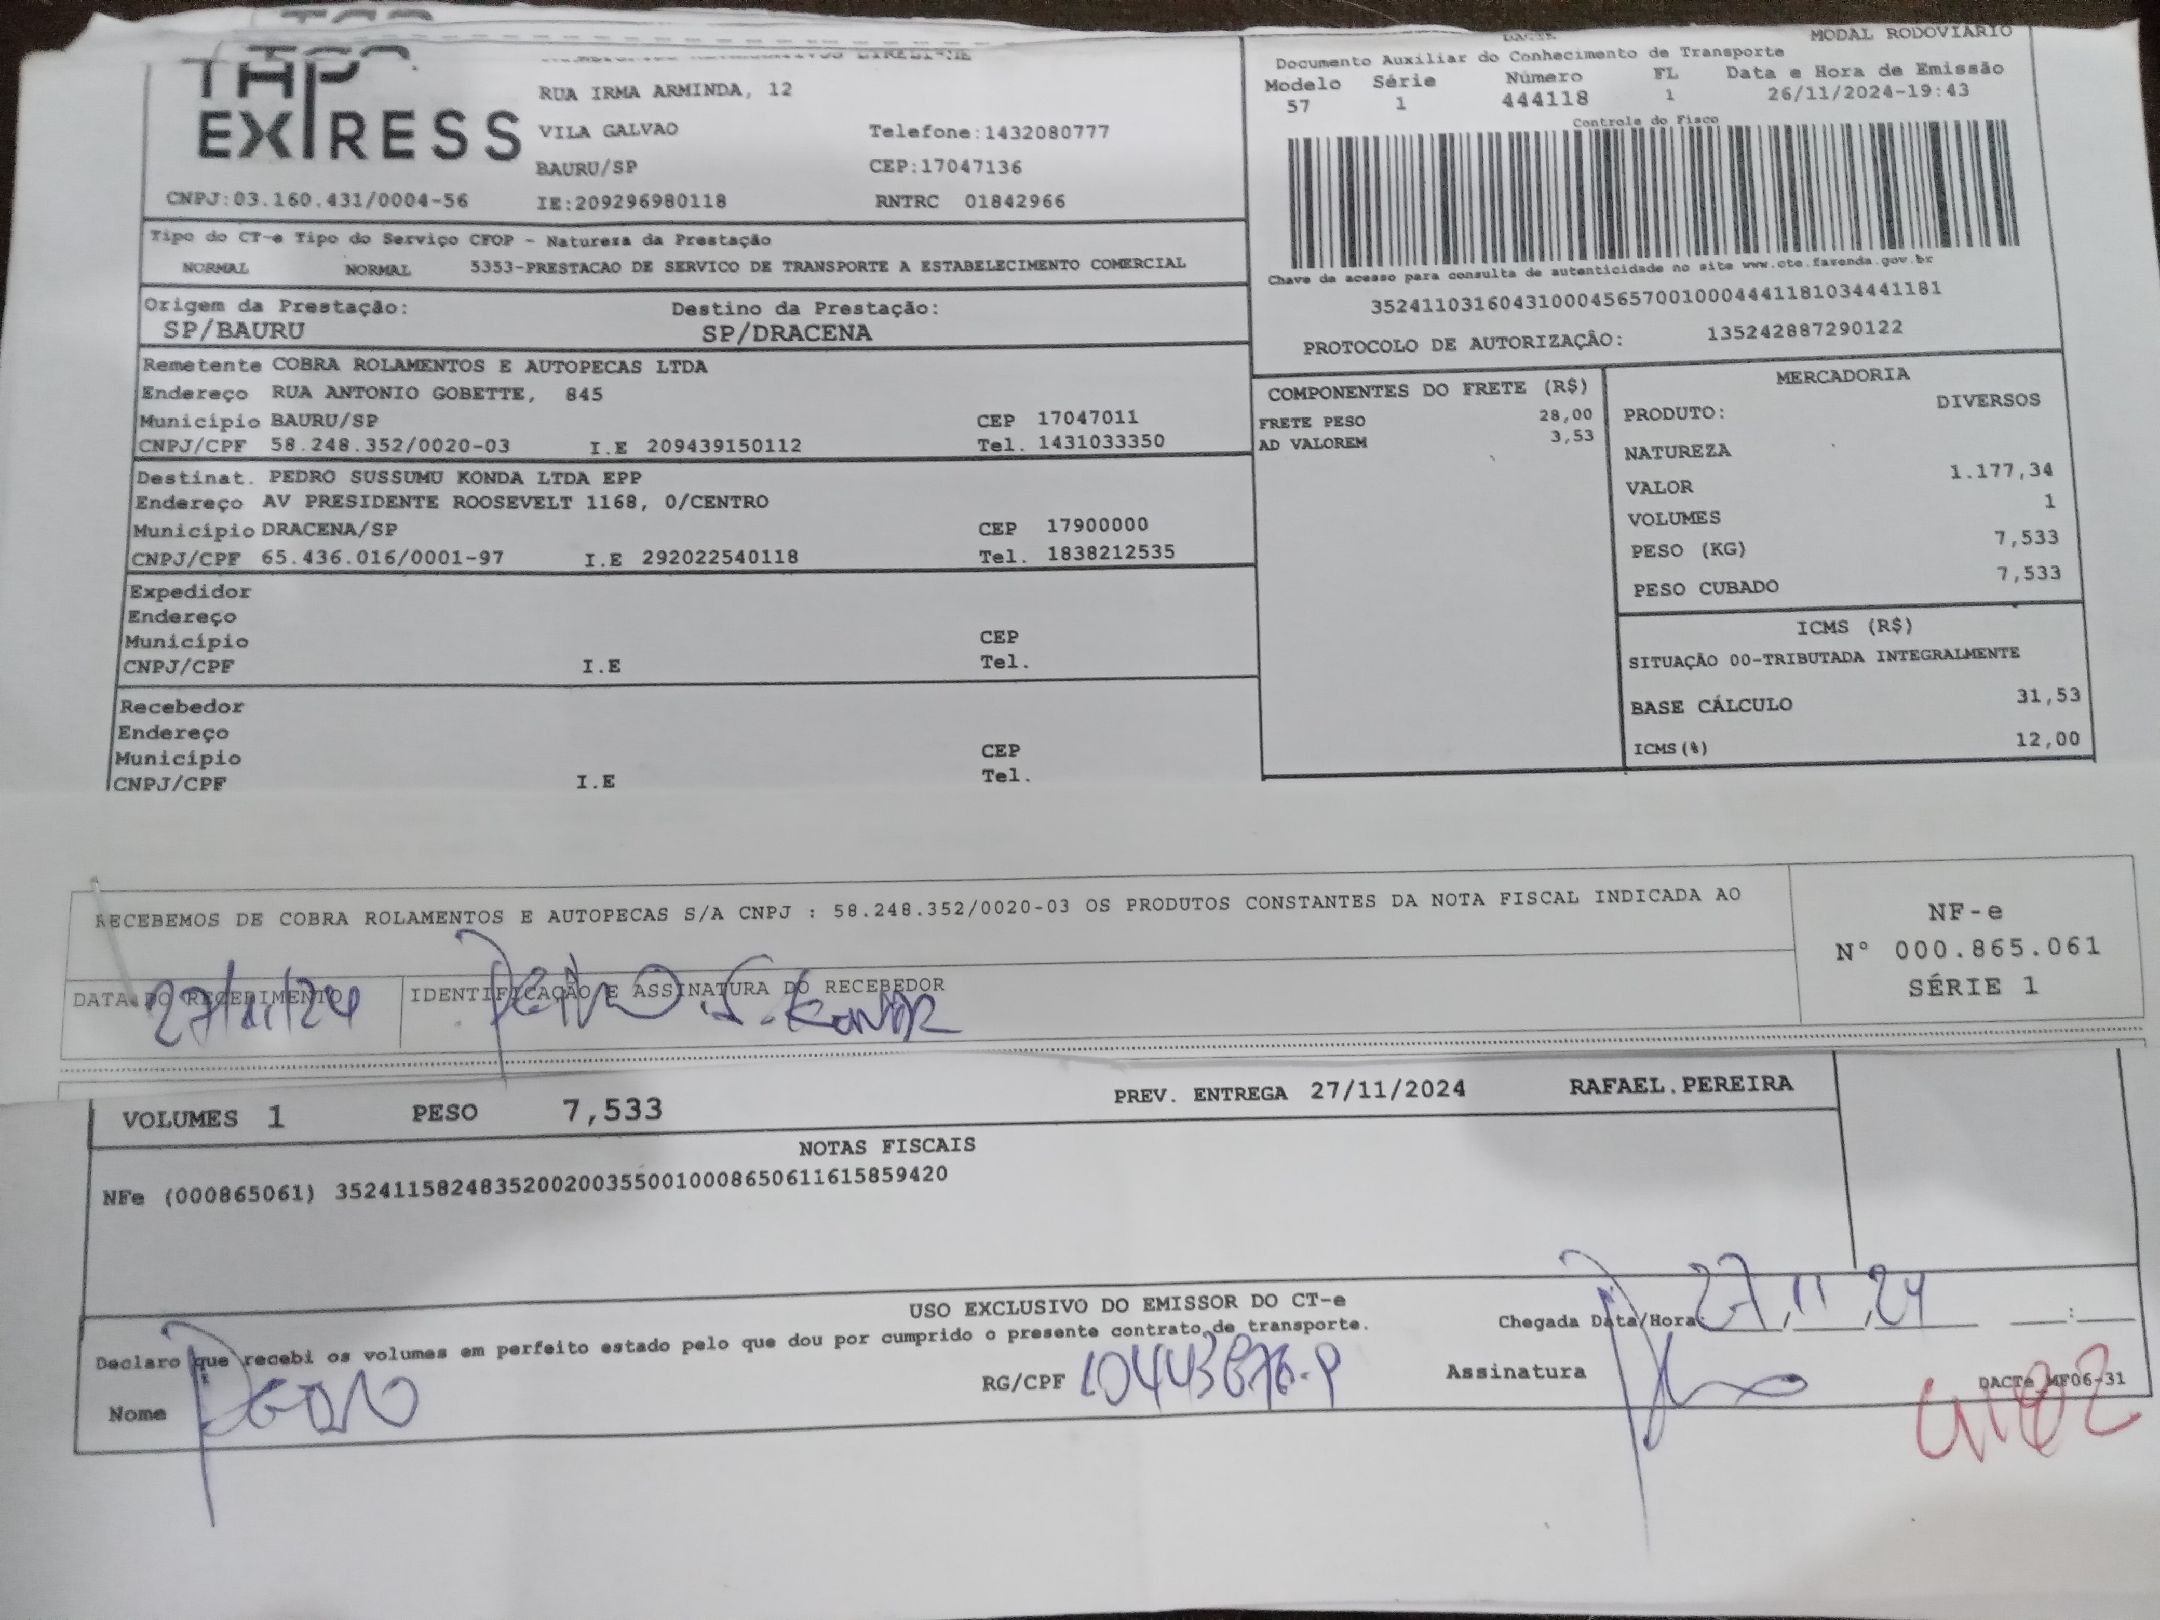 TAP
EXPRESS
RUA IRMA ARMINDA, 12
VILA GALVAO Telefone:1432080777
BAURU/SP CEP:17047136
CNPJ:03.160.431/0004-56 IE:209296980118 RNTRC 01842966
MODAL RODOVIÁRIO
Documento Auxiliar do Conhecimento de Transporte
Modelo Série Número FL Data e Hora de Emissão
57 1 444118 1 26/11/2024-19:43
Controle do Fisco
Chave de acesso para consulta de autenticidade no site www.cte.fazenda.gov.br
35241103160431000456570010004441181034441181
PROTOCOLO DE AUTORIZAÇÃO: 135242887290122
Tipo do CT-e Tipo do Serviço CFOP - Natureza da Prestação
NORMAL NORMAL 5353-PRESTACAO DE SERVICO DE TRANSPORTE A ESTABELECIMENTO COMERCIAL
Origem da Prestação: Destino da Prestação:
SP/BAURU SP/DRACENA
Remetente COBRA ROLAMENTOS E AUTOPECAS LTDA
Endereço RUA ANTONIO GOBETTE, 845
Município BAURU/SP CEP 17047011
CNPJ/CPF 58.248.352/0020-03 I.E 209439150112 Tel. 1431033350
Destinat. PEDRO SUSSUMU KONDA LTDA EPP
Endereço AV PRESIDENTE ROOSEVELT 1168, 0/CENTRO
Município DRACENA/SP CEP 17900000
CNPJ/CPF 65.436.016/0001-97 I.E 292022540118 Tel. 1838212535
Expedidor
Endereço
Município CEP
CNPJ/CPF I.E Tel.
Recebedor
Endereço
Município CEP
CNPJ/CPF I.E Tel.
COMPONENTES DO FRETE (R$)
FRETE PESO 28,00
AD VALOREM 3,53
MERCADORIA
PRODUTO: DIVERSOS
NATUREZA
VALOR 1.177,34
VOLUMES 1
PESO (KG) 7,533
PESO CUBADO 7,533
ICMS (R$)
SITUAÇÃO 00-TRIBUTADA INTEGRALMENTE
BASE CÁLCULO 31,53
ICMS(%) 12,00
RECEBEMOS DE COBRA ROLAMENTOS E AUTOPECAS S/A CNPJ : 58.248.352/0020-03 OS PRODUTOS CONSTANTES DA NOTA FISCAL INDICADA AO
NF-e
N° 000.865.061
SÉRIE 1
DATA DO RECEBIMENTO IDENTIFICAÇÃO E ASSINATURA DO RECEBEDOR
27/11/24 Pedro S. Konda
VOLUMES 1 PESO 7,533 PREV. ENTREGA 27/11/2024 RAFAEL.PEREIRA
NOTAS FISCAIS
NFe (000865061) 35241158248352002003550010008650611615859420
USO EXCLUSIVO DO EMISSOR DO CT-e
Declaro que recebi os volumes em perfeito estado pelo que dou por cumprido o presente contrato de transporte.
Chegada Data/Hora 27/11/24 __:__
Nome Pedro RG/CPF Assinatura
DACTe MF06-31